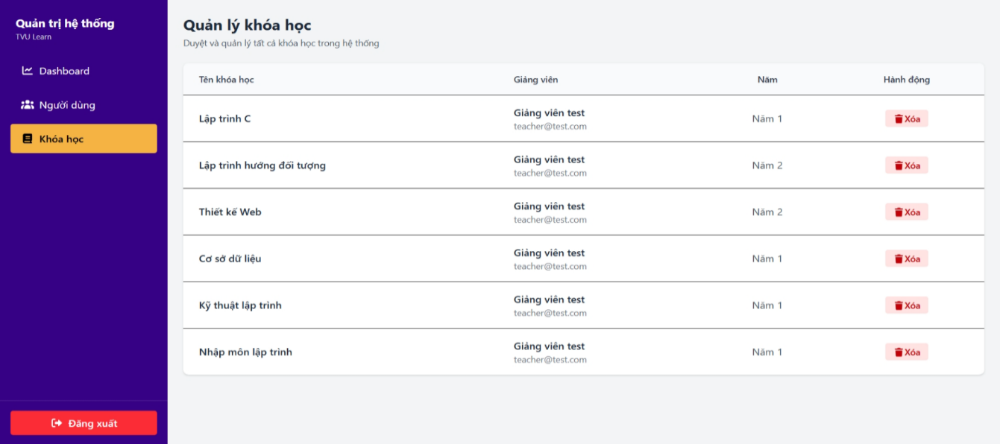 Quản trị hệ thống
TVU Learn
Dashboard
Người dùng
Khóa học
Đăng xuất
Quản lý khóa học
Duyệt và quản lý tất cả khóa học trong hệ thống
Tên khóa học Giảng viên Năm Hành động
Lập trình C Giảng viên test Năm 1 Xóa
teacher@test.com
Lập trình hướng đối tượng Giảng viên test Năm 2 Xóa
teacher@test.com
Thiết kế Web Giảng viên test Năm 2 Xóa
teacher@test.com
Cơ sở dữ liệu Giảng viên test Năm 1 Xóa
teacher@test.com
Kỹ thuật lập trình Giảng viên test Năm 1 Xóa
teacher@test.com
Nhập môn lập trình Giảng viên test Năm 1 Xóa
teacher@test.com